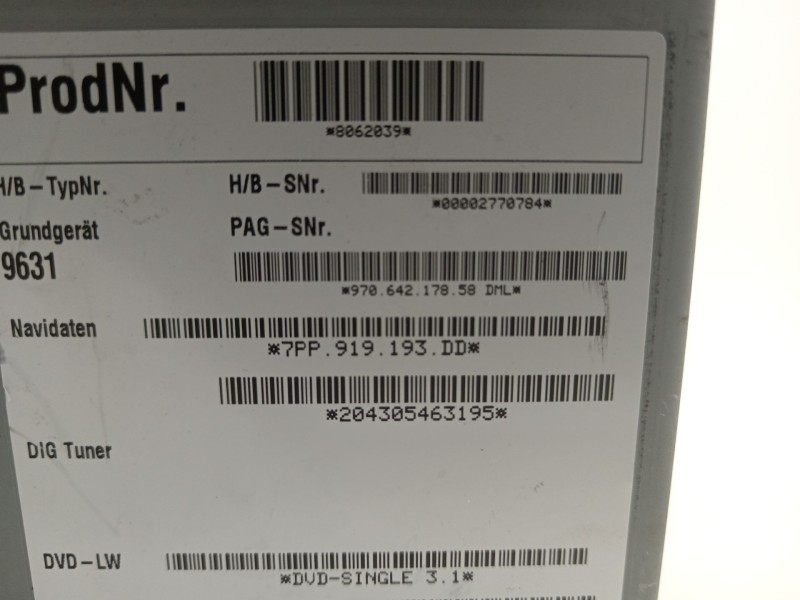 ProdNr.
*8062039*
H/B-TypNr.
H/B-SNr.
*00002770784*
Grundgerät
PAG-SNr.
9631
*970.642.178.58 DML*
Navidaten
*7PP.919.193.DD*
*204305463195*
DIG Tuner
DVD-LW
*DVD-SINGLE 3.1*